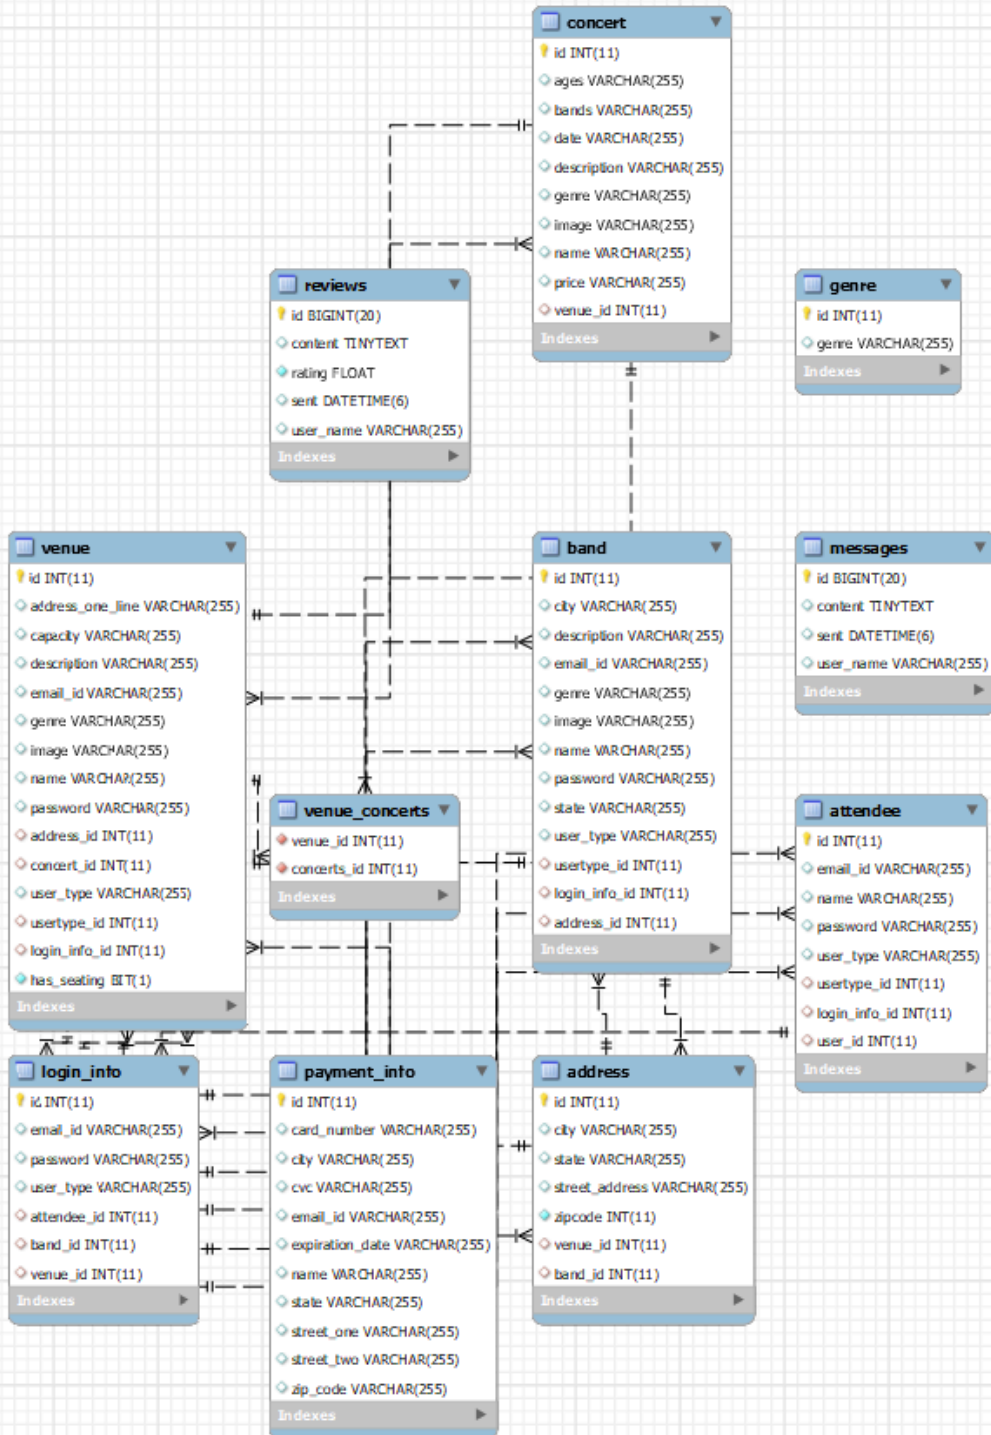 concert
id INT(11)
ages VARCHAR(255)
bands VARCHAR(255)
date VARCHAR(255)
description VARCHAR(255)
genre VARCHAR(255)
image VARCHAR(255)
name VARCHAR(255)
price VARCHAR(255)
venue_id INT(11)
Indexes
reviews
id BIGINT(20)
content TINYTEXT
rating FLOAT
sent DATETIME(6)
user_name VARCHAR(255)
Indexes
genre
id INT(11)
genre VARCHAR(255)
Indexes
venue
id INT(11)
address_one_line VARCHAR(255)
capacity VARCHAR(255)
description VARCHAR(255)
email_id VARCHAR(255)
genre VARCHAR(255)
image VARCHAR(255)
name VARCHAR(255)
password VARCHAR(255)
address_id INT(11)
concert_id INT(11)
user_type VARCHAR(255)
usertype_id INT(11)
login_info_id INT(11)
has_seating BIT(1)
Indexes
band
id INT(11)
city VARCHAR(255)
description VARCHAR(255)
email_id VARCHAR(255)
genre VARCHAR(255)
image VARCHAR(255)
name VARCHAR(255)
password VARCHAR(255)
state VARCHAR(255)
user_type VARCHAR(255)
usertype_id INT(11)
login_info_id INT(11)
address_id INT(11)
Indexes
messages
id BIGINT(20)
content TINYTEXT
sent DATETIME(6)
user_name VARCHAR(255)
Indexes
venue_concerts
venue_id INT(11)
concerts_id INT(11)
Indexes
attendee
id INT(11)
email_id VARCHAR(255)
name VARCHAR(255)
password VARCHAR(255)
user_type VARCHAR(255)
usertype_id INT(11)
login_info_id INT(11)
user_id INT(11)
Indexes
login_info
id INT(11)
email_id VARCHAR(255)
password VARCHAR(255)
user_type VARCHAR(255)
attendee_id INT(11)
band_id INT(11)
venue_id INT(11)
Indexes
payment_info
id INT(11)
card_number VARCHAR(255)
city VARCHAR(255)
cvc VARCHAR(255)
email_id VARCHAR(255)
expiration_date VARCHAR(255)
name VARCHAR(255)
state VARCHAR(255)
street_one VARCHAR(255)
street_two VARCHAR(255)
zip_code VARCHAR(255)
Indexes
address
id INT(11)
city VARCHAR(255)
state VARCHAR(255)
street_address VARCHAR(255)
zipcode INT(11)
venue_id INT(11)
band_id INT(11)
Indexes